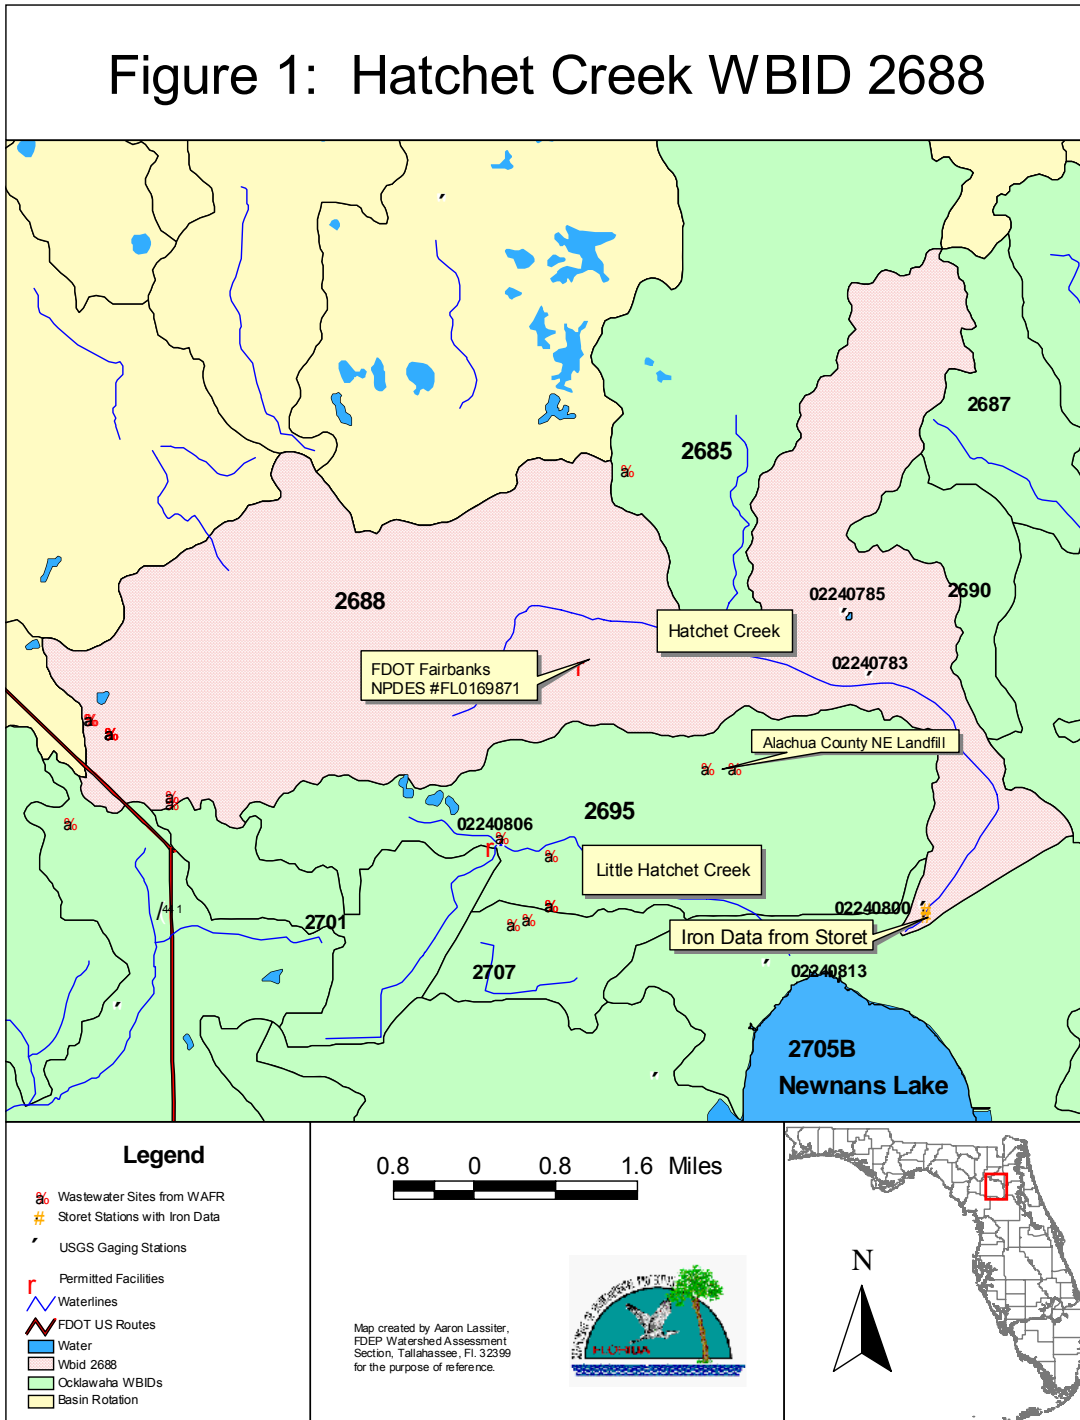 Figure 1: Hatchet Creek WBID 2688
2687
2685
2688
02240785
2690
Hatchet Creek
02240783
FDOT Fairbanks
NPDES #FL0169871
Alachua County NE Landfill
2695
02240806
Little Hatchet Creek
441
2701
02240800
Iron Data from Storet
2707
02240813
2705B
Newnans Lake
Legend
Wastewater Sites from WAFR
Storet Stations with Iron Data
USGS Gaging Stations
Permitted Facilities
Waterlines
FDOT US Routes
Water
Wbid 2688
Ocklawaha WBIDs
Basin Rotation
0.8 0 0.8 1.6 Miles
Map created by Aaron Lassiter,
FDEP Watershed Assessment
Section, Tallahassee, Fl. 32399
for the purpose of reference.
FLORIDA
N